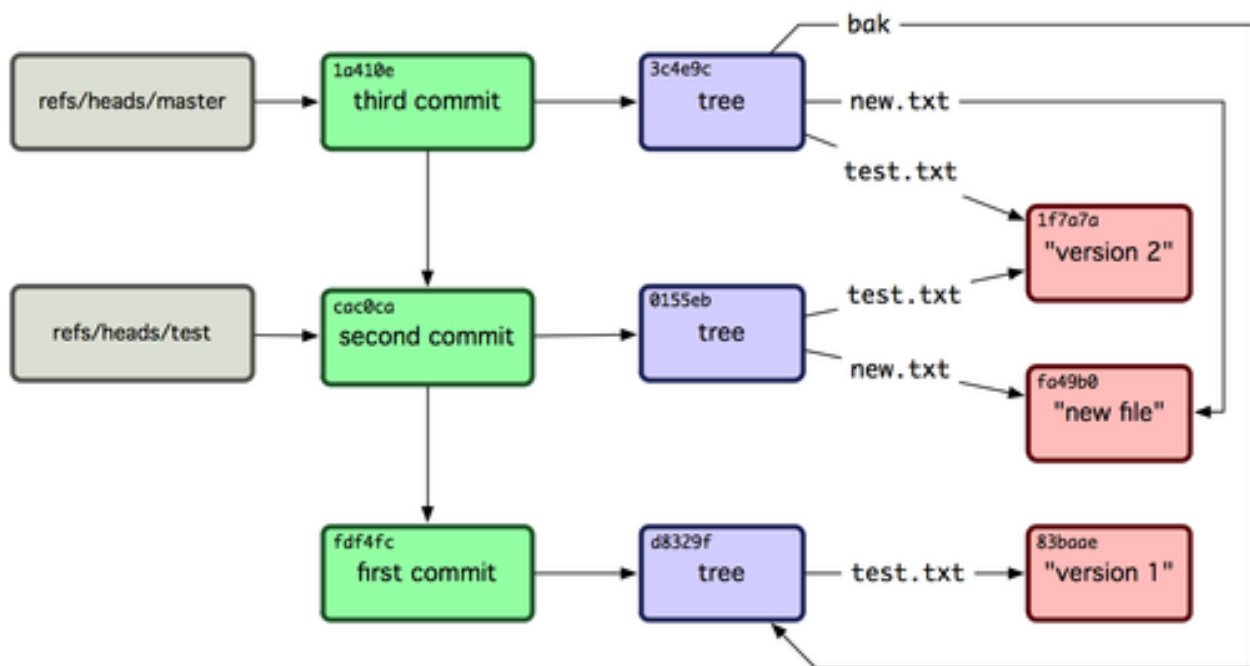 bak
1a410e
3c4e9c
refs/heads/master
third commit
tree
new.txt
test.txt
1f7a7a
"version 2"
cac0ca
0155eb
test.txt
refs/heads/test
second commit
tree
new.txt
fa49b0
"new file"
fdf4fc
d8329f
83baae
first commit
tree
test.txt
"version 1"